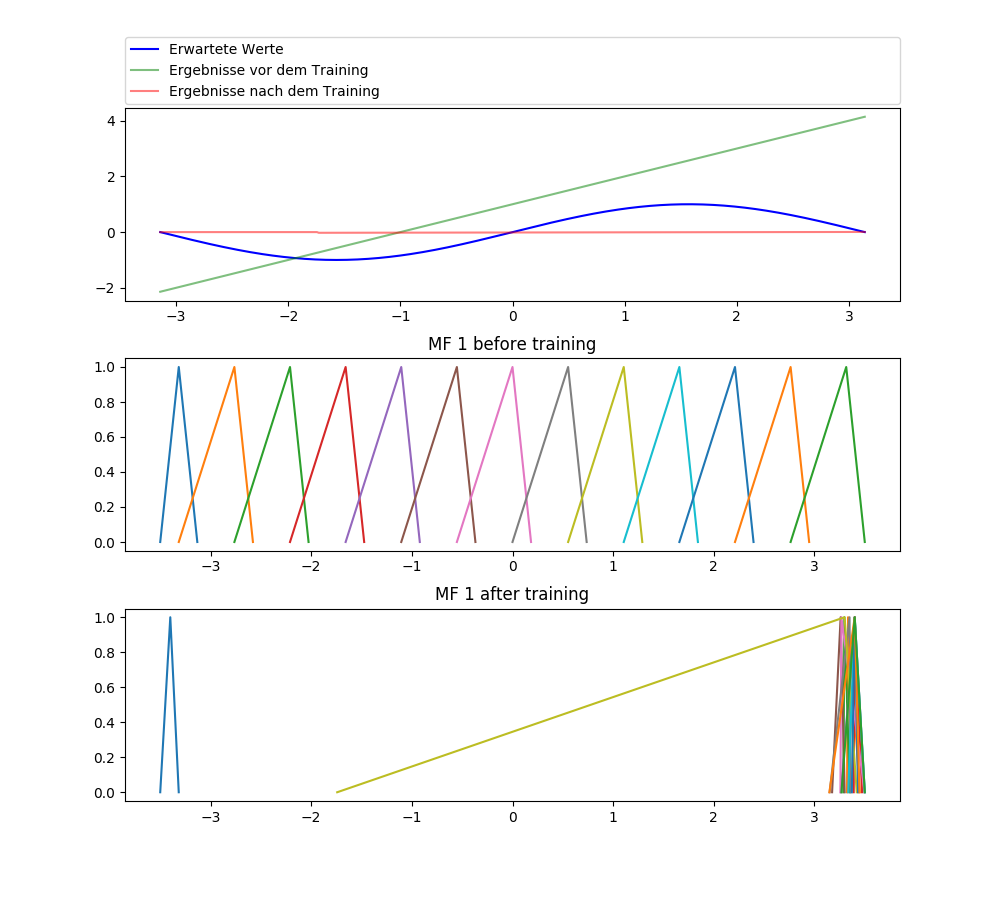 Erwartete Werte
Ergebnisse vor dem Training
Ergebnisse nach dem Training
4
2
0
−2
−3 −2 −1 0 1 2 3
MF 1 before training
1.0
0.8
0.6
0.4
0.2
0.0
−3 −2 −1 0 1 2 3
MF 1 after training
1.0
0.8
0.6
0.4
0.2
0.0
−3 −2 −1 0 1 2 3